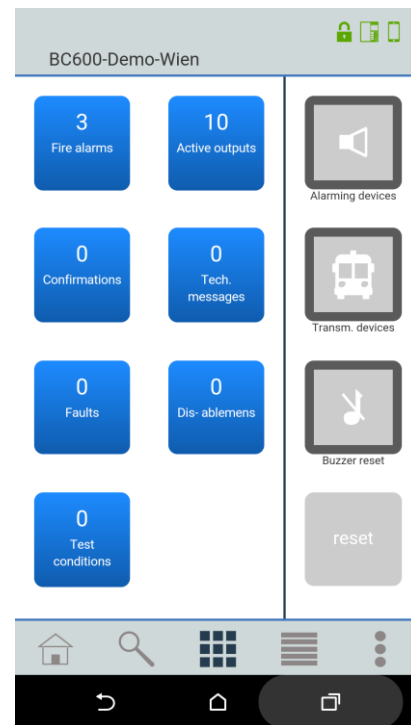 BC600-Demo-Wien
3
Fire alarms
10
Active outputs
Alarming devices
0
Confirmations
0
Tech.
messages
Transm. devices
0
Faults
0
Dis- ablemens
Buzzer reset
0
Test
conditions
reset